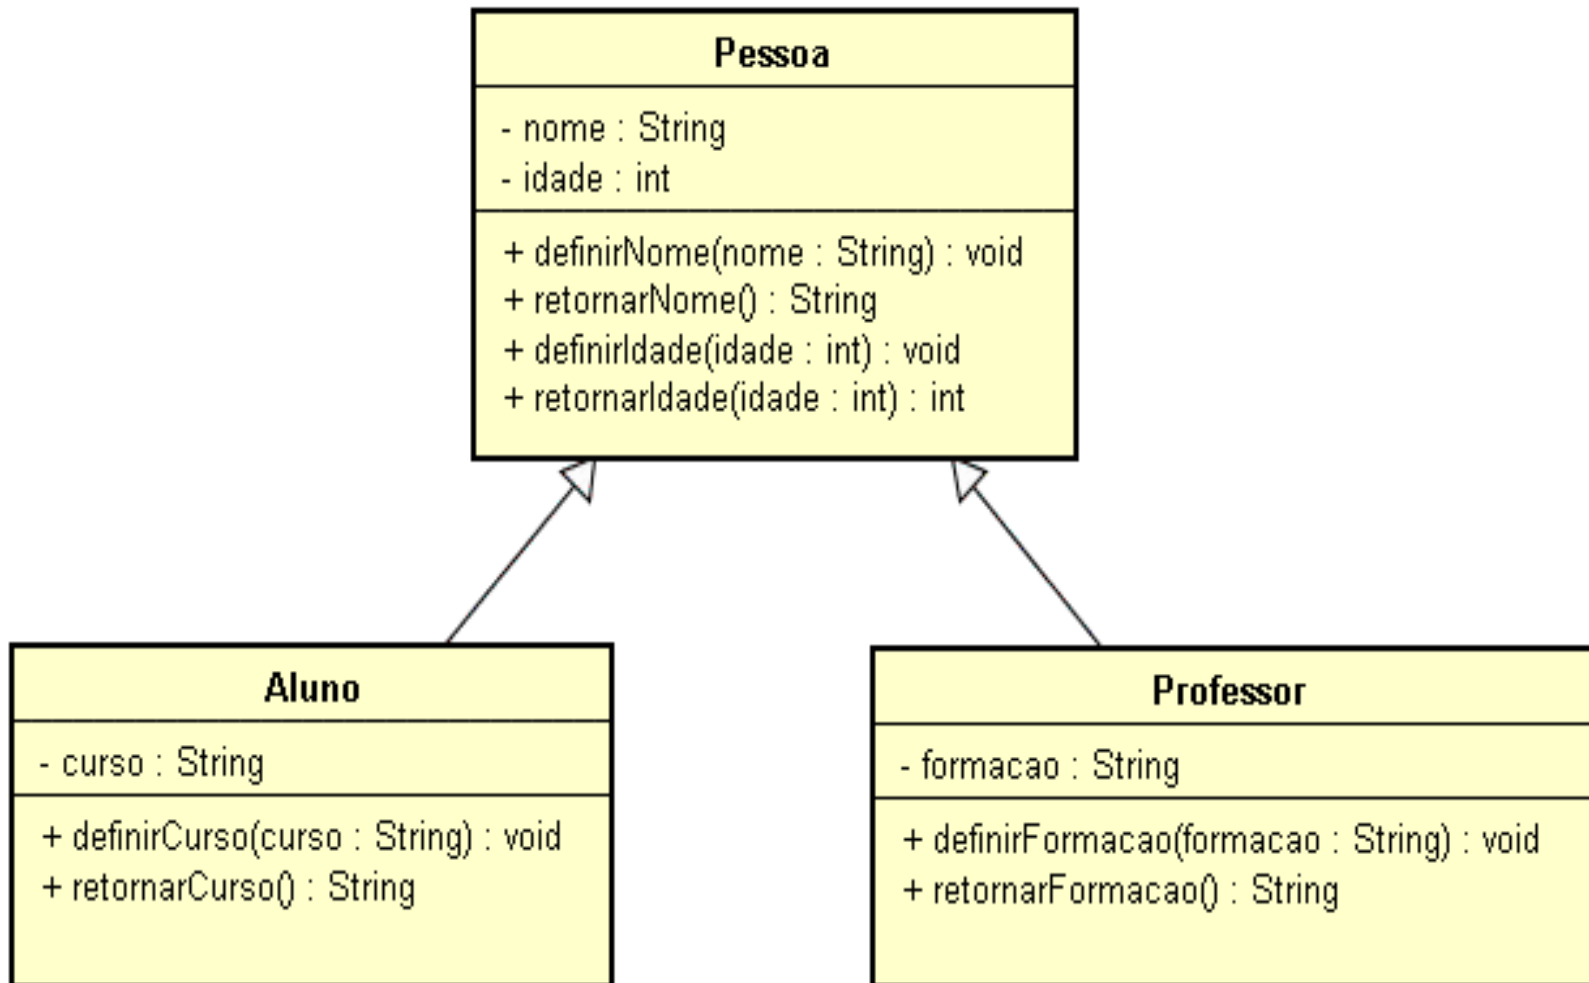 Pessoa
- nome : String
- idade : int
+ definirNome(nome : String) : void
+ retornarNome() : String
+ definirIdade(idade : int) : void
+ retornarIdade(idade : int) : int
Aluno
- curso : String
+ definirCurso(curso : String) : void
+ retornarCurso() : String
Professor
- formacao : String
+ definirFormacao(formacao : String) : void
+ retornarFormacao() : String